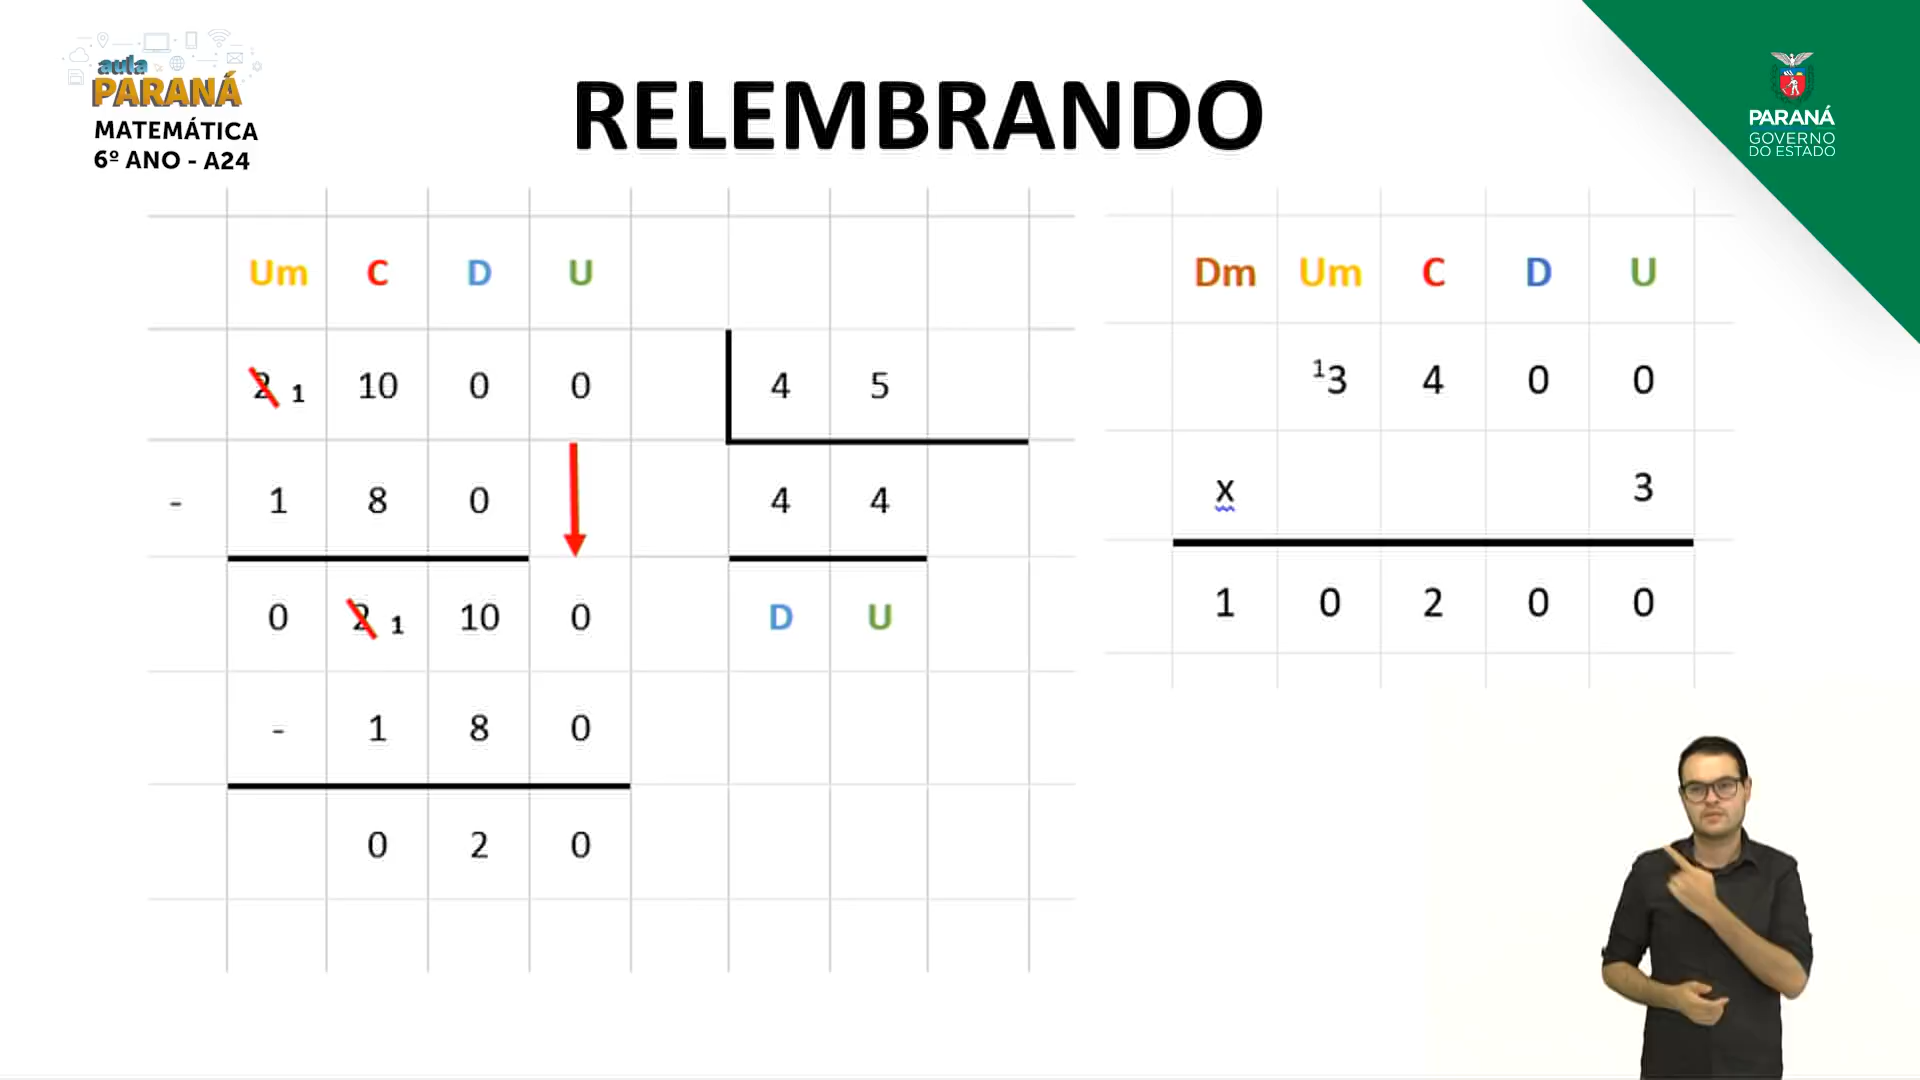 aula
PARANÁ
MATEMÁTICA
6º ANO - A24
RELEMBRANDO
PARANÁ
GOVERNO
DO ESTADO
Um C D U
2 1 10 0 0 4 5
- 1 8 0 4 4
0 2 1 10 0 D U
- 1 8 0
0 2 0
Dm Um C D U
¹3 4 0 0
x 3
1 0 2 0 0